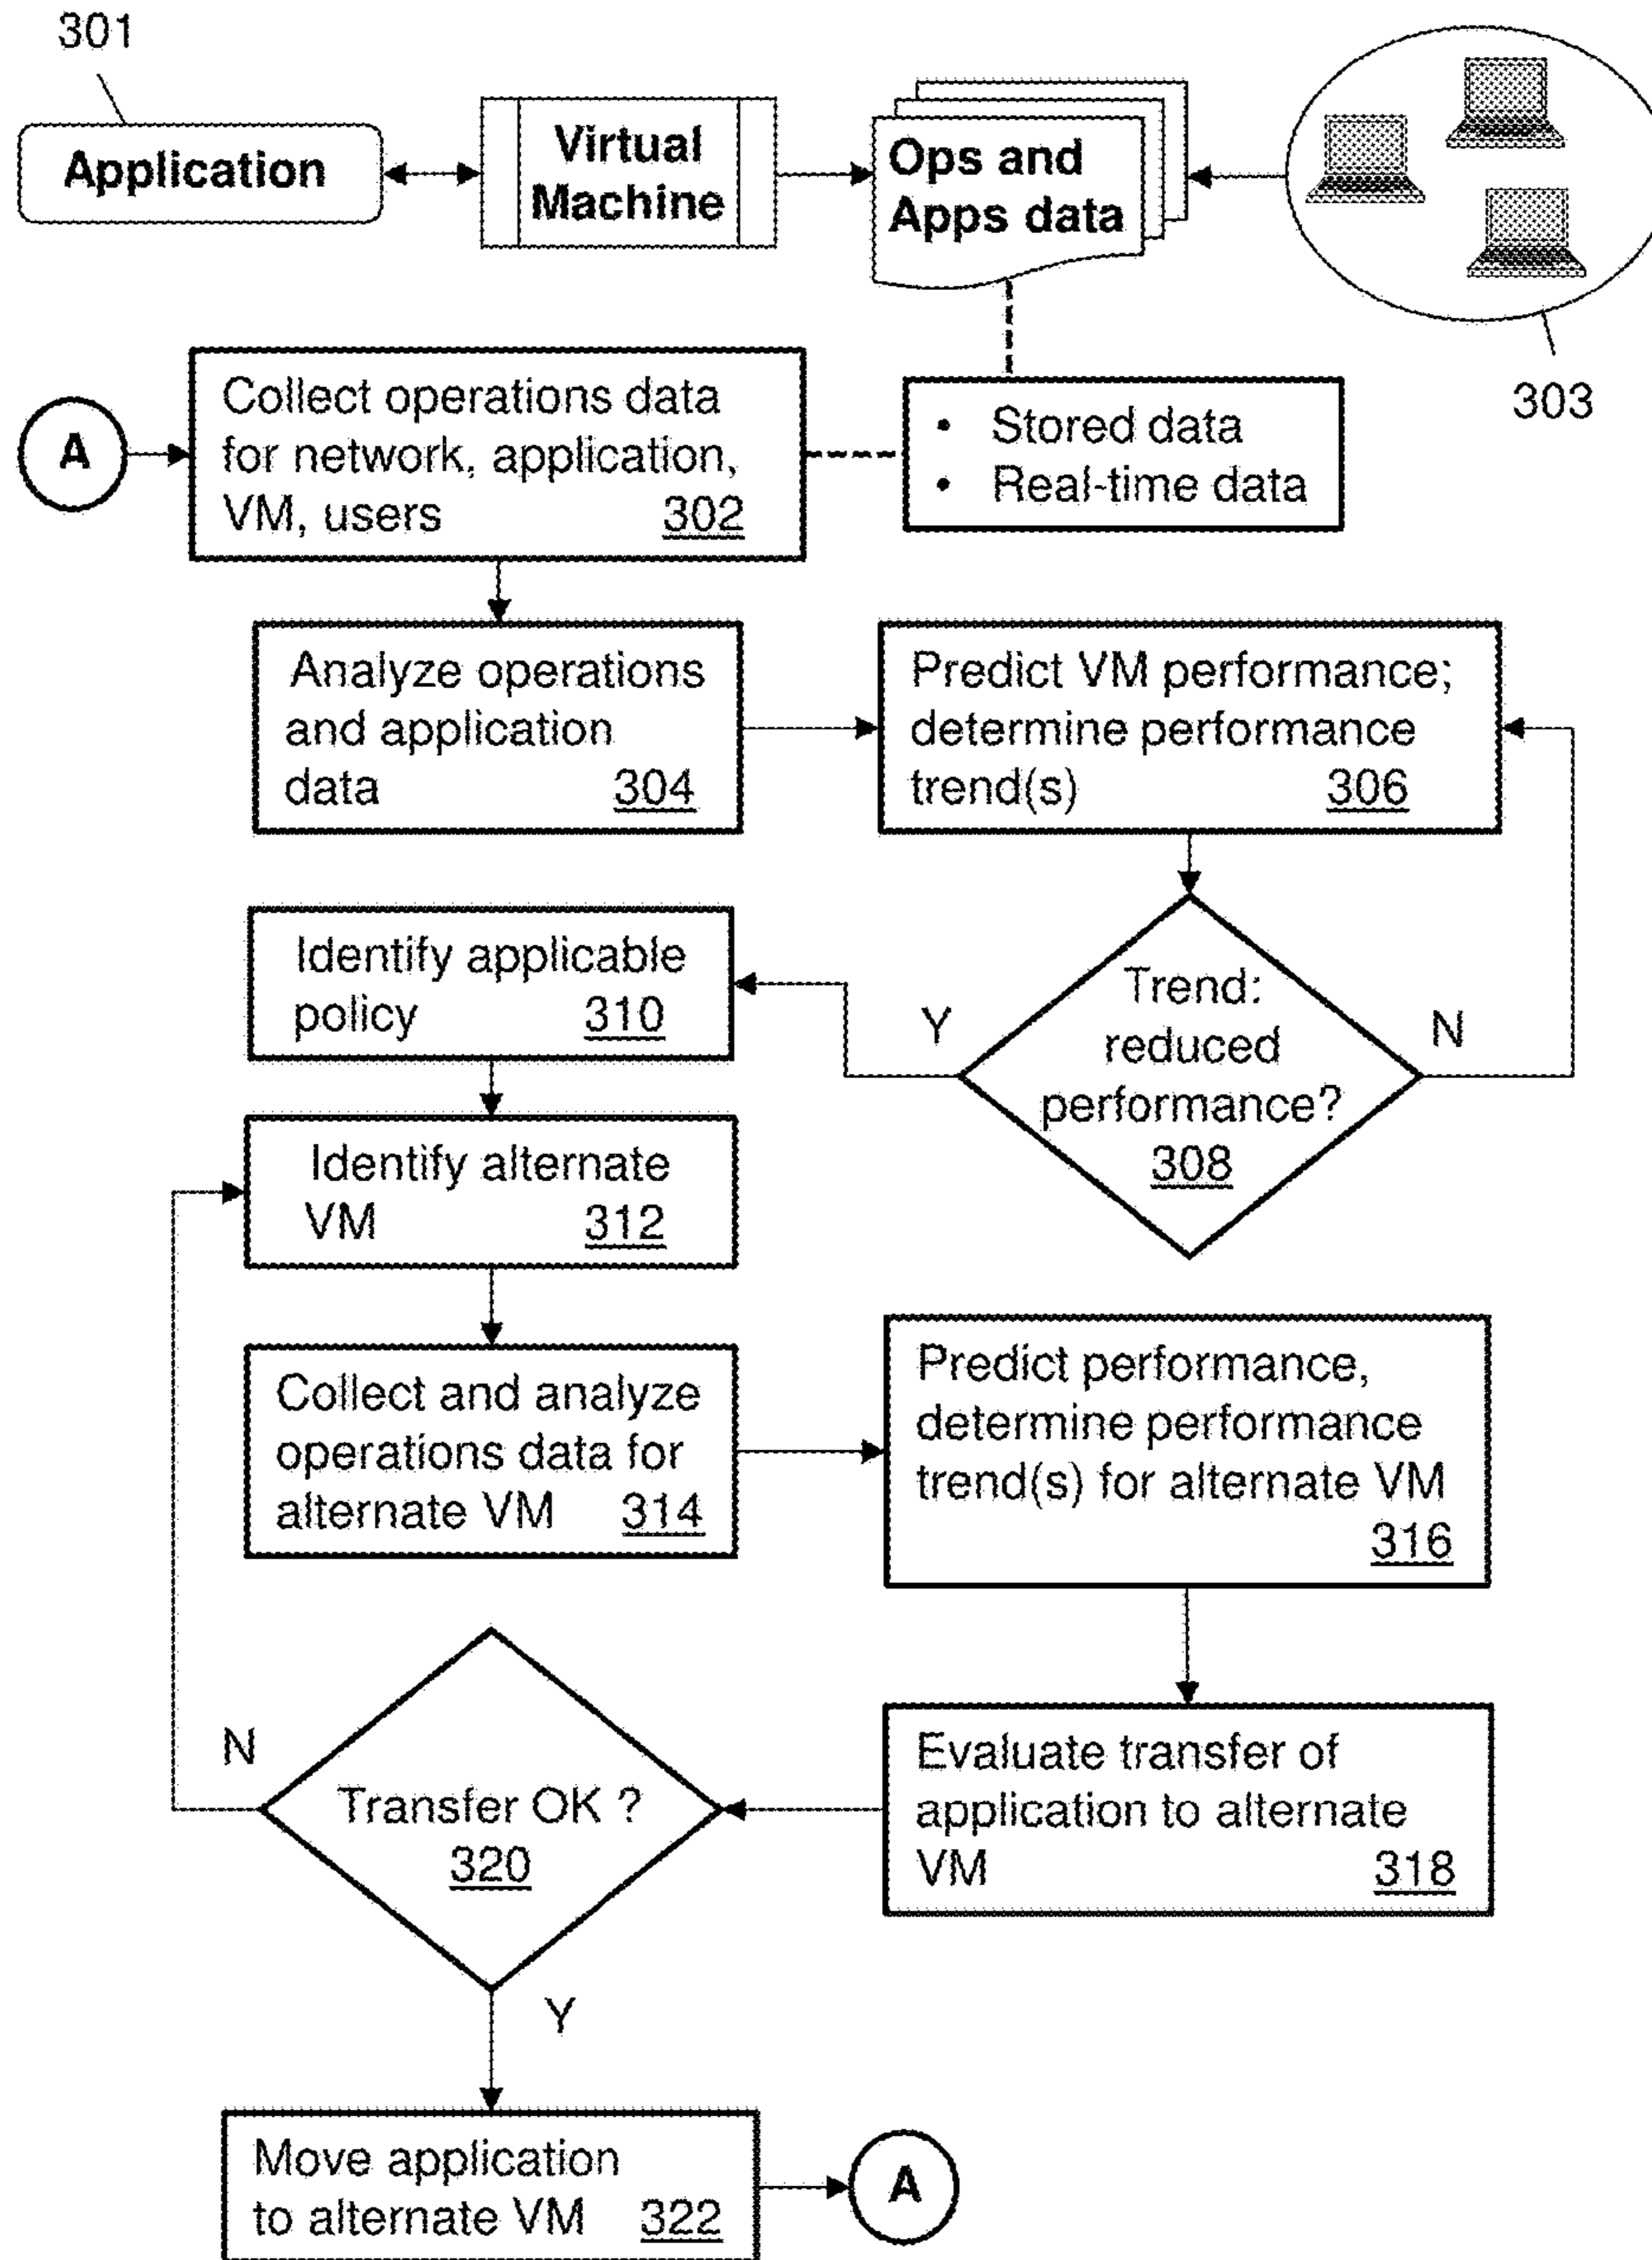 301
Application
Virtual
Machine
Ops and
Apps data
303
A
Collect operations data
for network, application,
VM, users 302
• Stored data
• Real-time data
Analyze operations
and application
data 304
Predict VM performance;
determine performance
trend(s) 306
Trend:
reduced
performance?
308
Y
N
Identify applicable
policy 310
Identify alternate
VM 312
Collect and analyze
operations data for
alternate VM 314
Predict performance,
determine performance
trend(s) for alternate VM
316
Evaluate transfer of
application to alternate
VM 318
Transfer OK ?
320
N
Y
Move application
to alternate VM 322
A